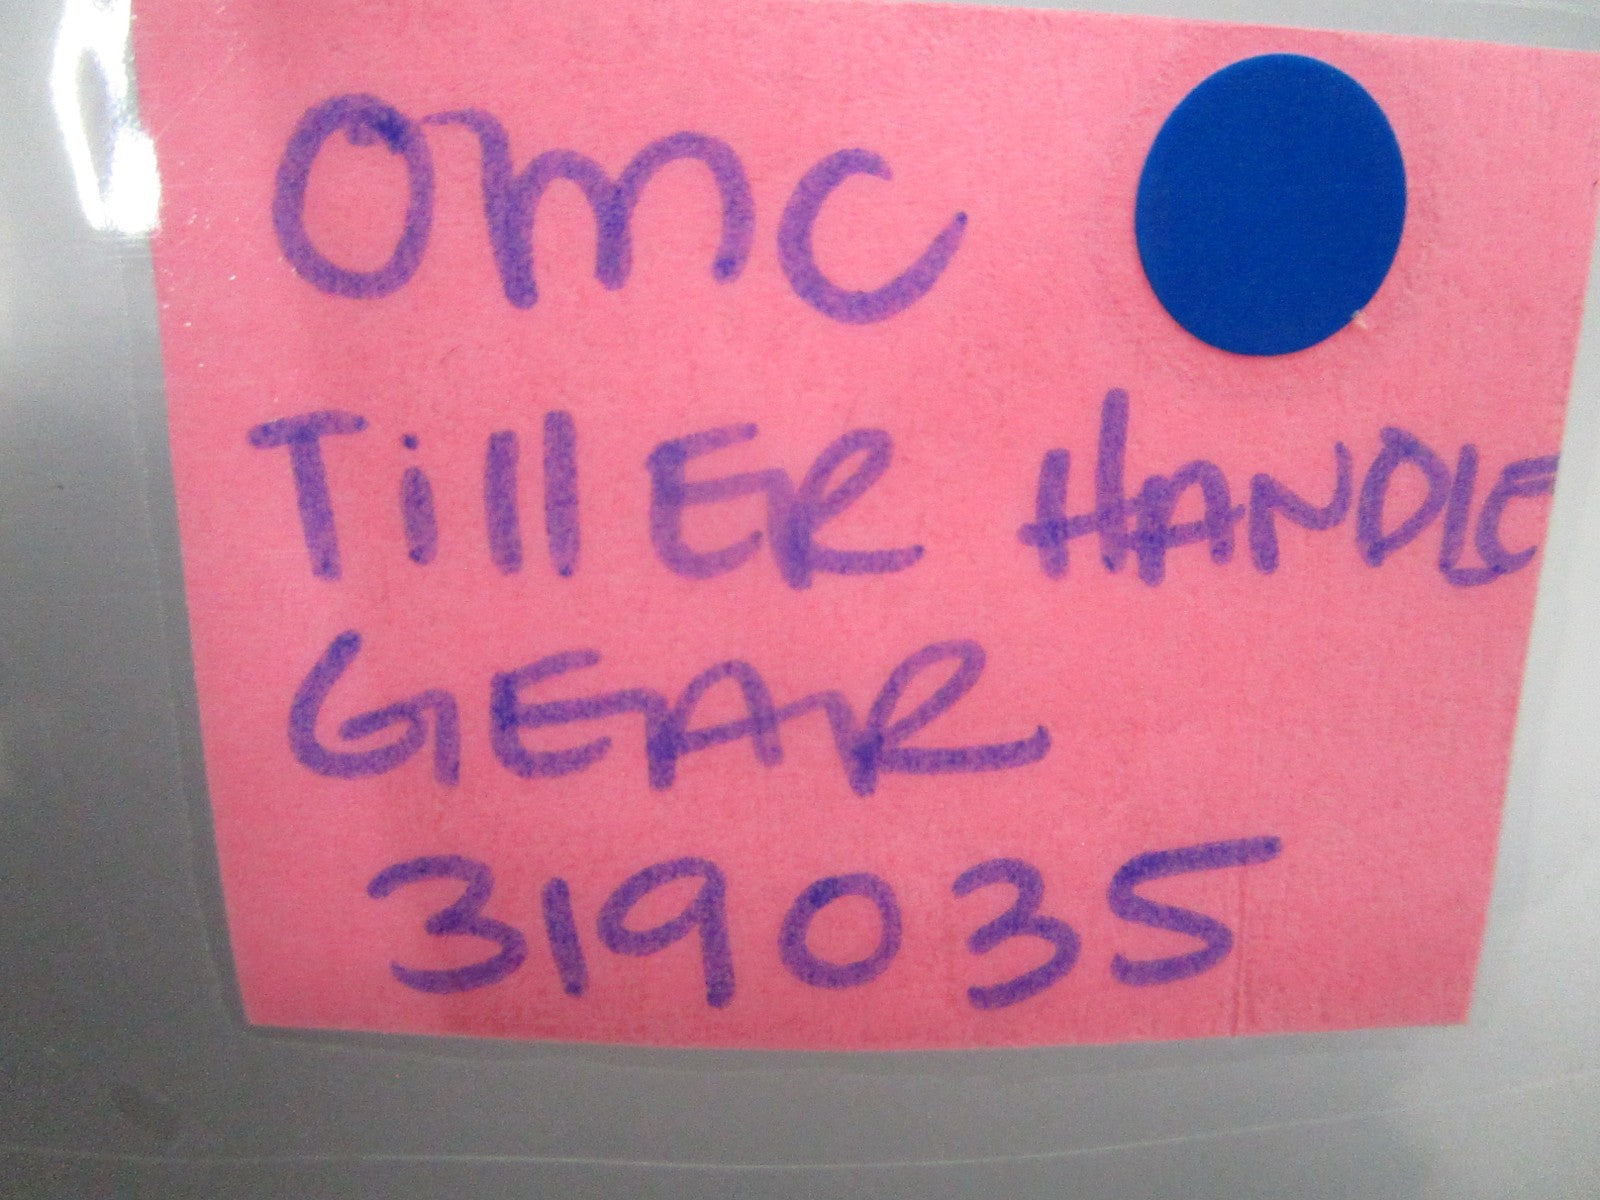 OMC
TillER HANDLE
GEAR
319035